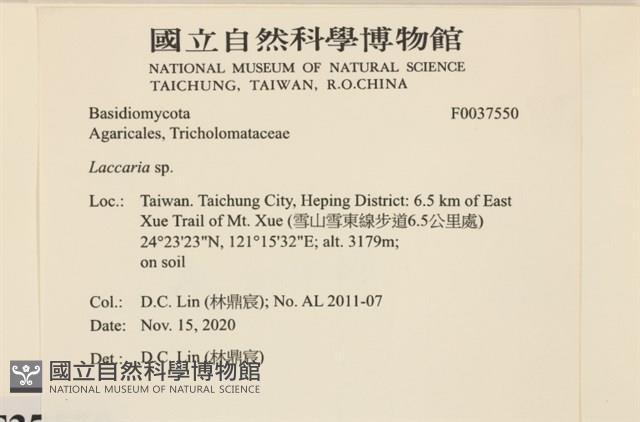 國立自然科學博物館
NATIONAL MUSEUM OF NATURAL SCIENCE
TAICHUNG, TAIWAN, R.O.CHINA
Basidiomycota F0037550
Agaricales, Tricholomataceae
Laccaria sp.
Loc.: Taiwan. Taichung City, Heping District: 6.5 km of East
Xue Trail of Mt. Xue (雪山雪東線步道6.5公里處)
24°23'23"N, 121°15'32"E; alt. 3179m;
on soil
Col.: D.C. Lin (林鼎宸); No. AL 2011-07
Date: Nov. 15, 2020
Det.: D.C. Lin (林鼎宸)
國立自然科學博物館
NATIONAL MUSEUM OF NATURAL SCIENCE